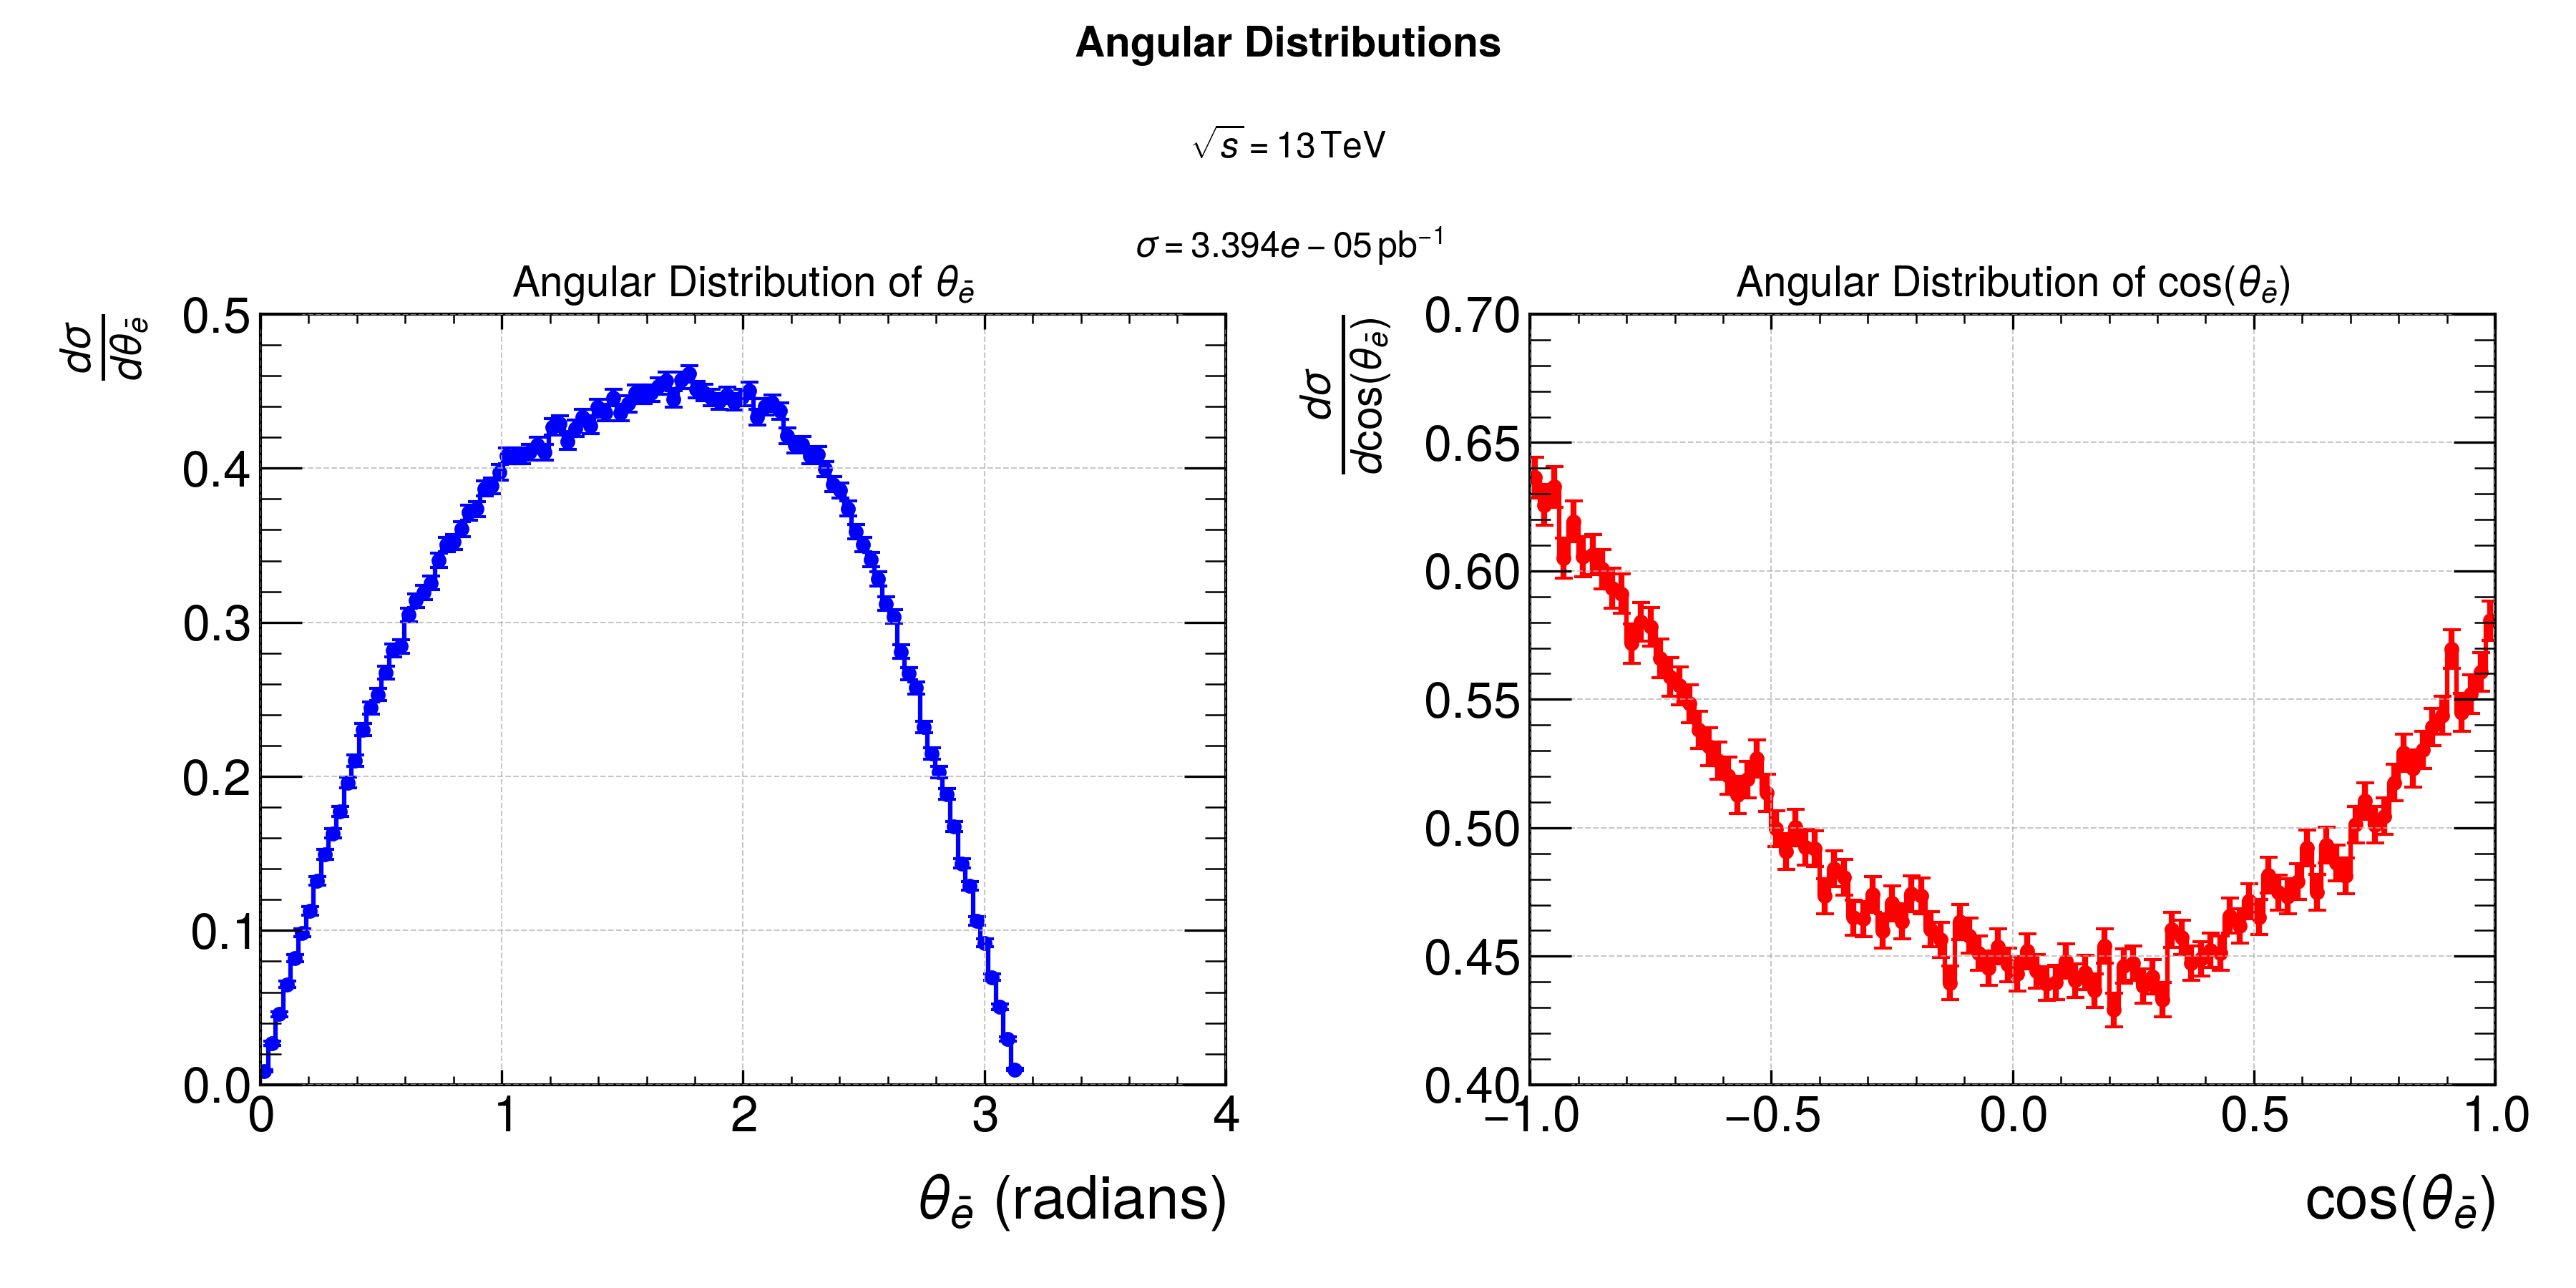 Angular Distributions
√s = 13 TeV
σ = 3.394e − 05 pb⁻¹
Angular Distribution of θ_ē
dσ
dθ_ē
0.5
0.4
0.3
0.2
0.1
0.0
0 1 2 3 4
θ_ē (radians)
Angular Distribution of cos(θ_ē)
dσ
dcos(θ_ē)
0.70
0.65
0.60
0.55
0.50
0.45
0.40
−1.0 −0.5 0.0 0.5 1.0
cos(θ_ē)